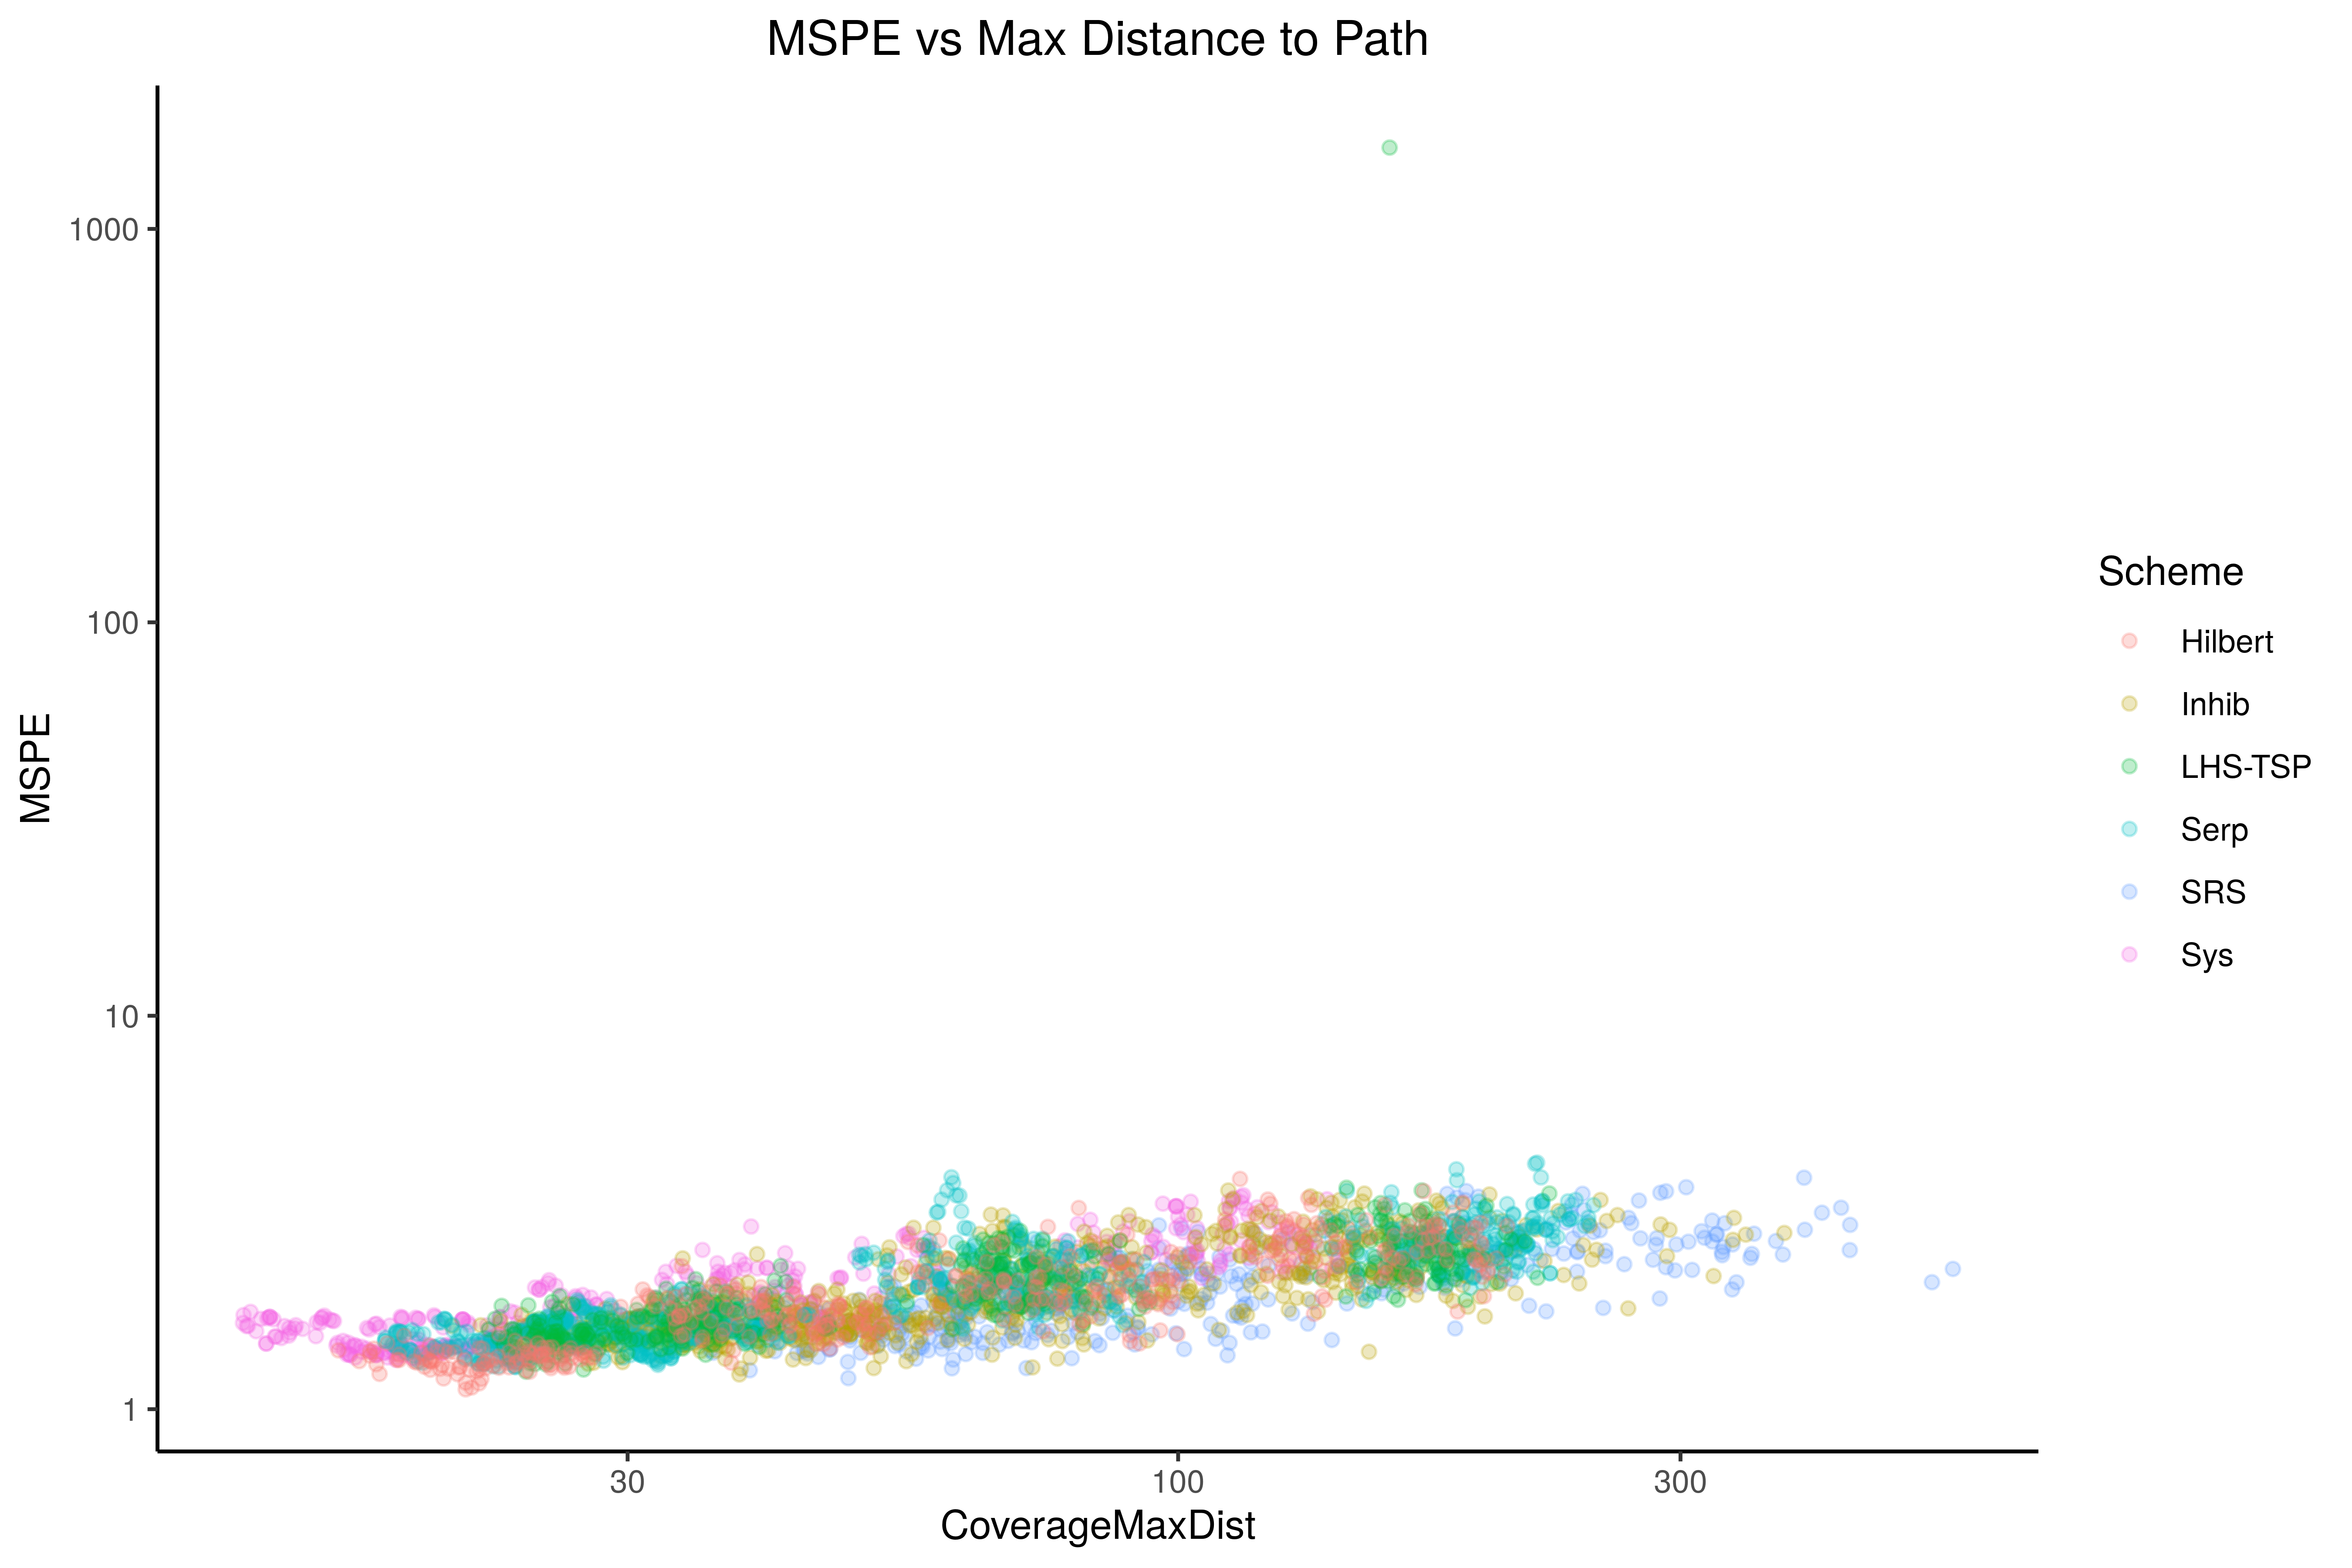 MSPE vs Max Distance to Path
MSPE
1000
100
10
1
30
100
300
CoverageMaxDist
Scheme
Hilbert
Inhib
LHS-TSP
Serp
SRS
Sys